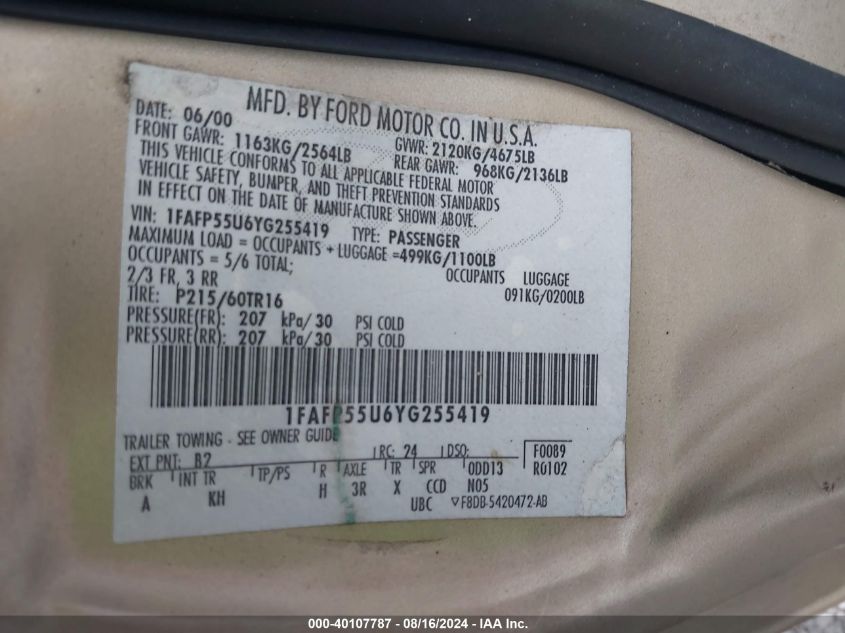 MFD. BY FORD MOTOR CO. IN U.S.A.
DATE: 06/00 GVWR: 2120KG/4675LB
FRONT GAWR: 1163KG/2564LB REAR GAWR: 968KG/2136LB
THIS VEHICLE CONFORMS TO ALL APPLICABLE FEDERAL MOTOR
VEHICLE SAFETY, BUMPER, AND THEFT PREVENTION STANDARDS
IN EFFECT ON THE DATE OF MANUFACTURE SHOWN ABOVE.
VIN: 1FAFP55U6YG255419 TYPE: PASSENGER
MAXIMUM LOAD = OCCUPANTS + LUGGAGE =499KG/1100LB
OCCUPANTS = 5/6 TOTAL; OCCUPANTS LUGGAGE
2/3 FR, 3 RR 091KG/0200LB
TIRE: P215/60TR16
PRESSURE(FR): 207 kPa/30 PSI COLD
PRESSURE(RR): 207 kPa/30 PSI COLD
1FAFP55U6YG255419
TRAILER TOWING - SEE OWNER GUIDE
EXT PNT: B2 RC: 24 DSO: F0089
BRK INT TR TP/PS R AXLE TR SPR ODD13 R0102
A KH H 3R X CCD N05
UBC ▽F8DB-5420472-AB
000-40107787 - 08/16/2024 - IAA Inc.